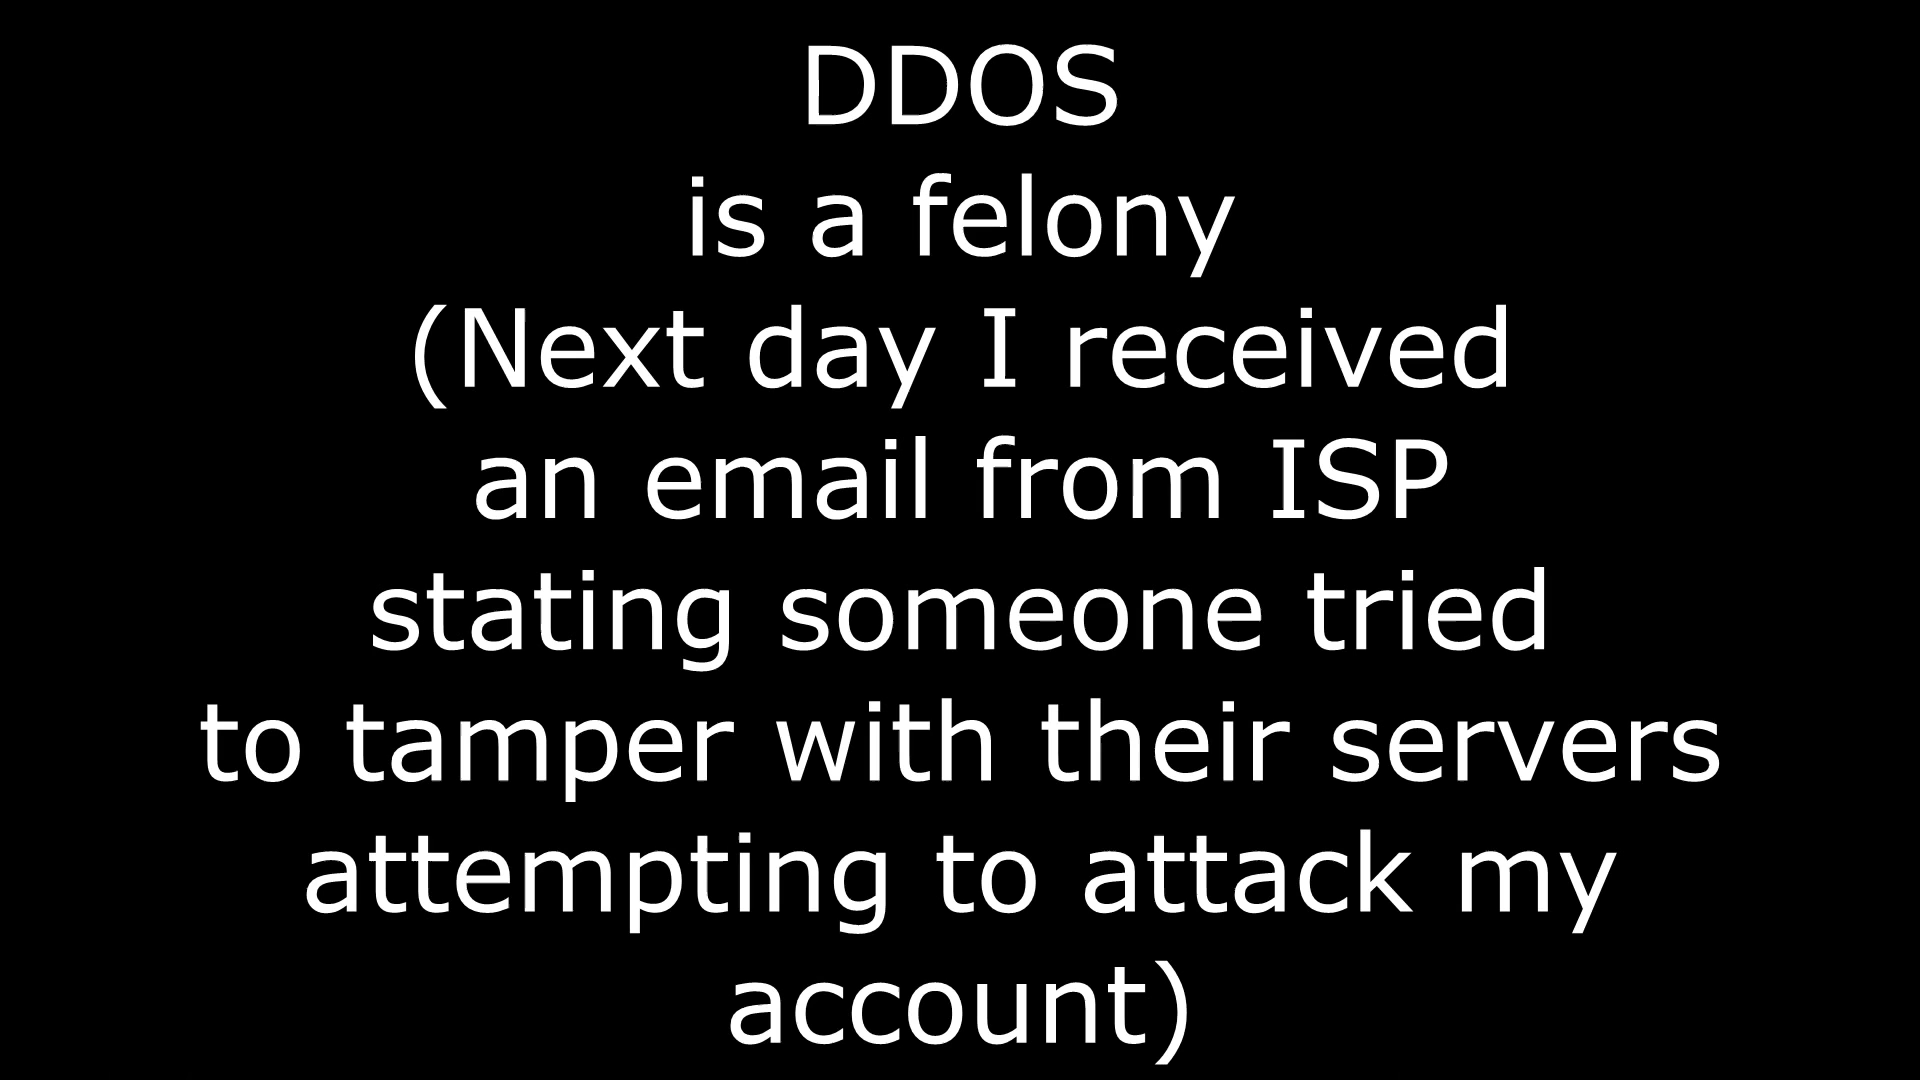 DDOS
is a felony
(Next day I received
an email from ISP
stating someone tried
to tamper with their servers
attempting to attack my
account)